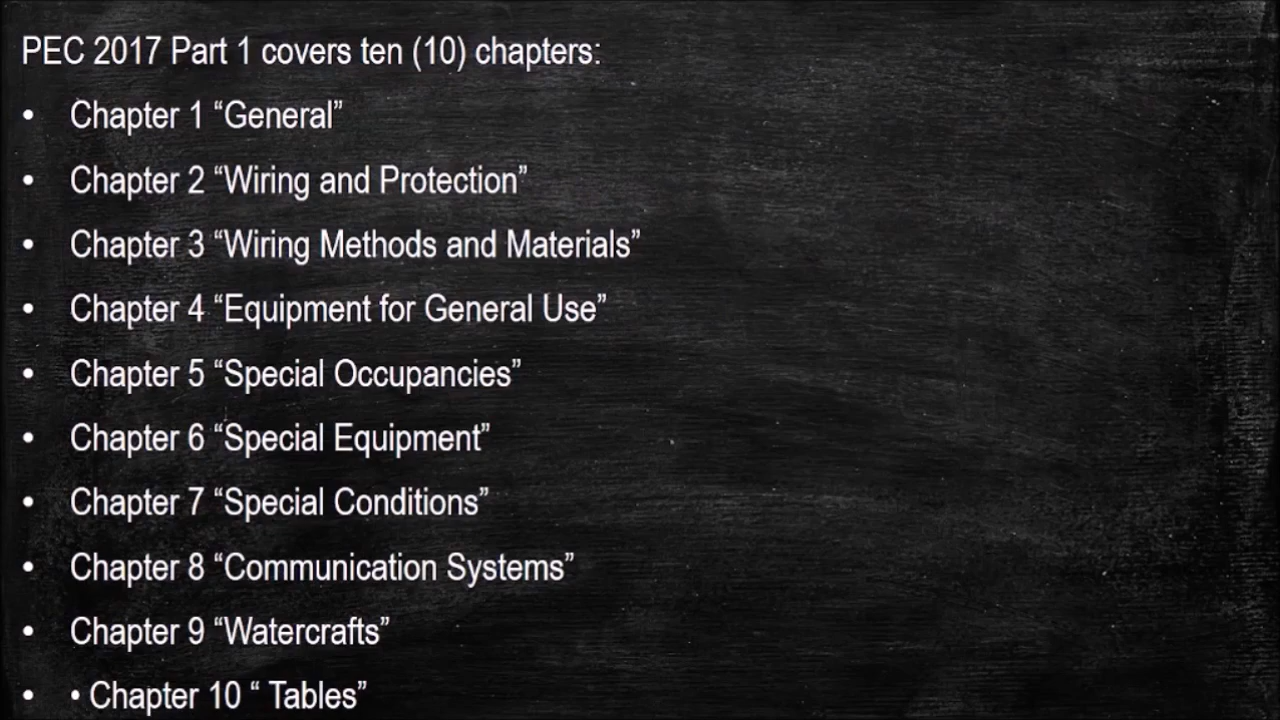 PEC 2017 Part 1 covers ten (10) chapters:
• Chapter 1 “General”
• Chapter 2 “Wiring and Protection”
• Chapter 3 “Wiring Methods and Materials”
• Chapter 4 “Equipment for General Use”
• Chapter 5 “Special Occupancies”
• Chapter 6 “Special Equipment”
• Chapter 7 “Special Conditions”
• Chapter 8 “Communication Systems”
• Chapter 9 “Watercrafts”
• • Chapter 10 “ Tables”